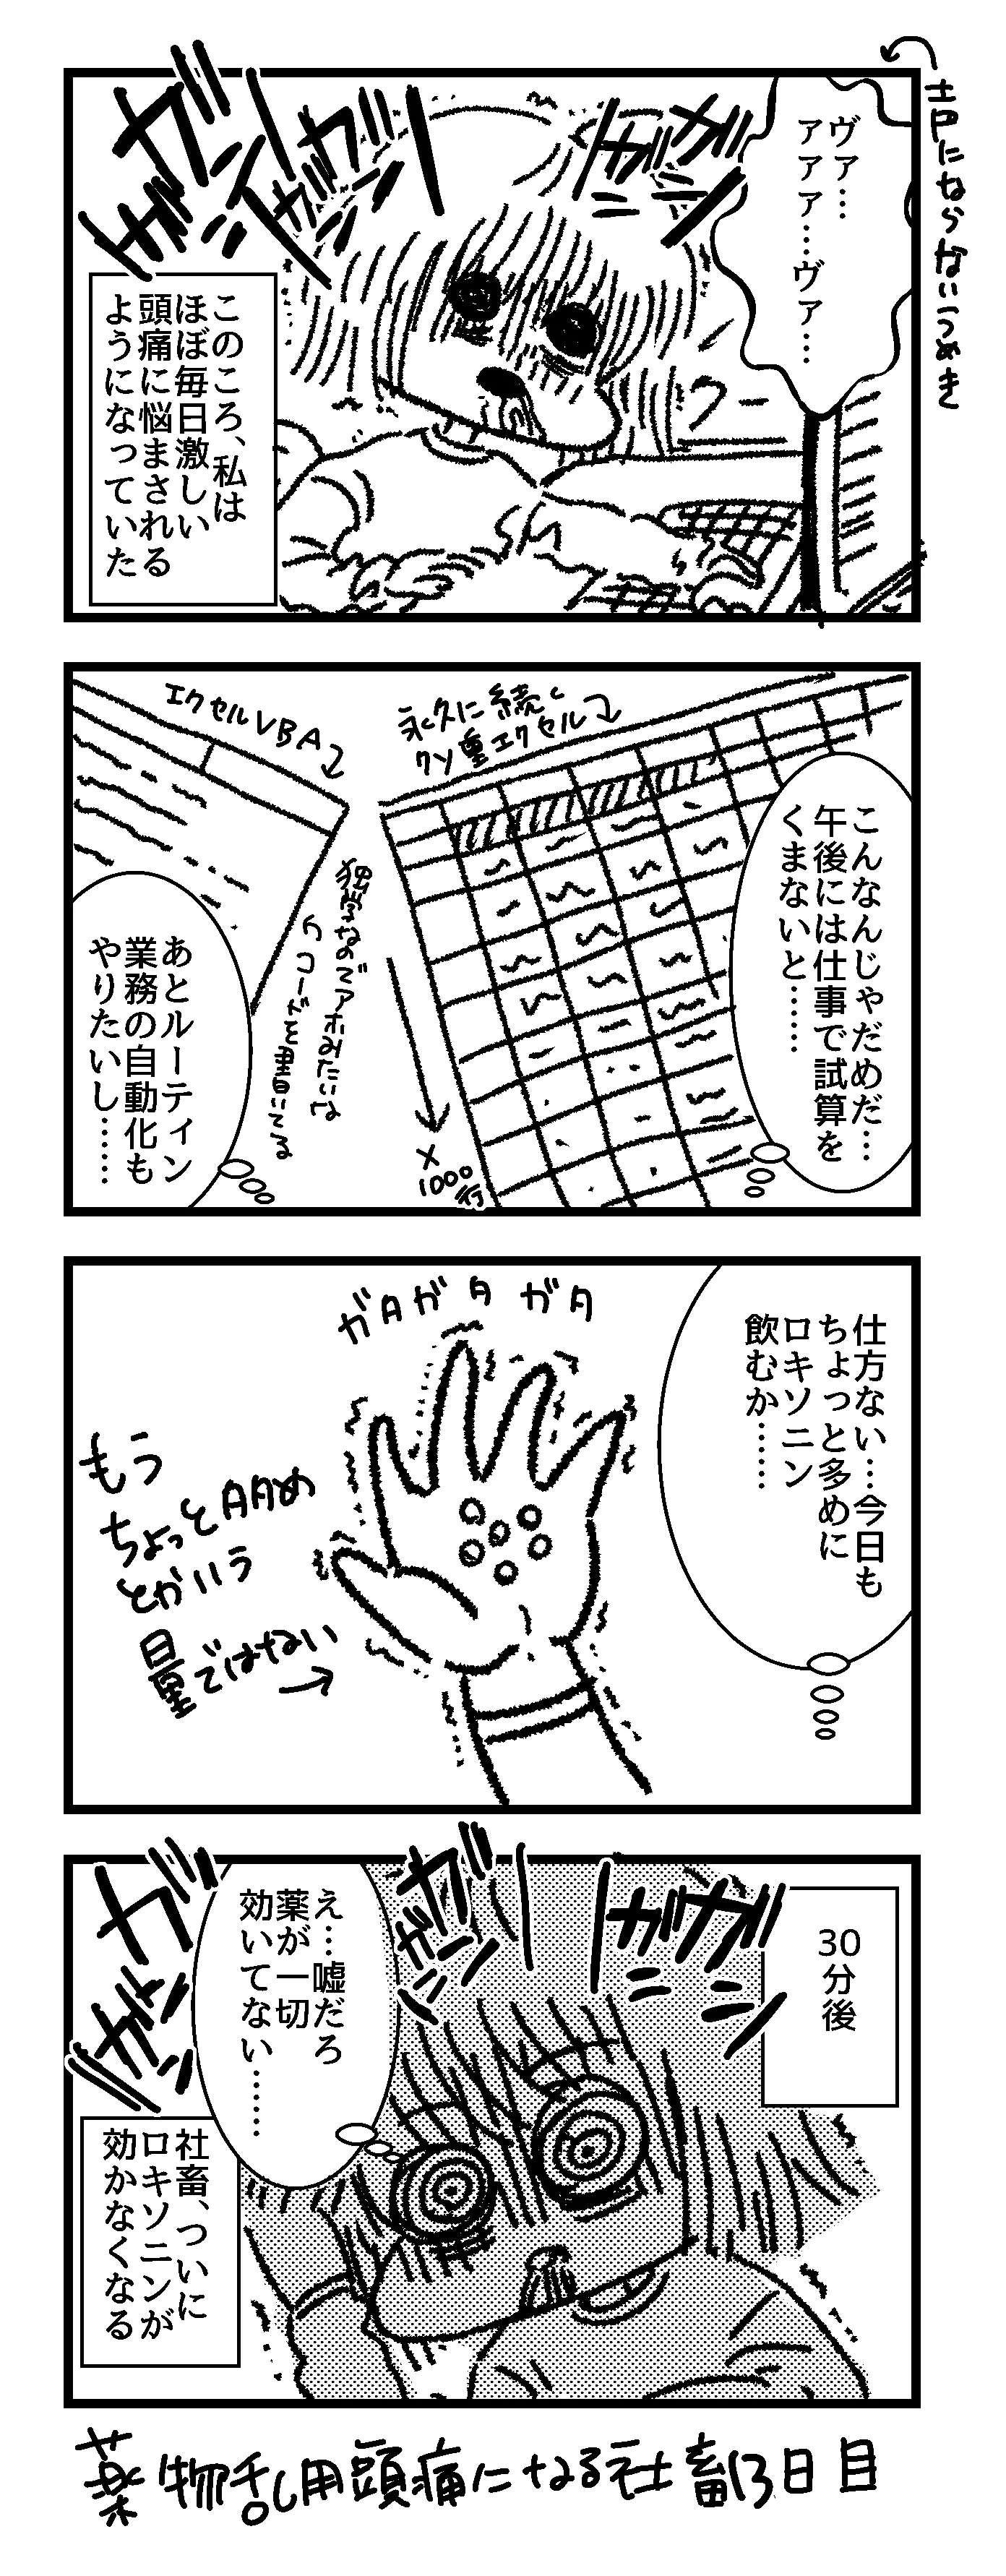 声にならないうめき
ヴァ…
ァァァ…ヴァ…
ガンガン
ガンガン
ガンガン
このころ、私は
ほぼ毎日激しい
頭痛に悩まされる
ようになっていた
こんなんじゃだめだ…
午後には仕事で試算を
くまないと……
永久に続く
クソ重エクセル
×
1000行
エクセルVBA
独学なのでアホみたいな
コードを書いてる
あとルーティン
業務の自動化も
やりたいし……
仕方ない…今日も
ちょっと多めに
ロキソニン
飲むか……
ガタガタガタ
もう
ちょっと多め
とかいう
量ではない
30分後
ガンガン
ガンガン
ガンガン
え…嘘だろ
薬が一切
効いてない……
社畜、ついに
ロキソニンが
効かなくなる
薬物乱用頭痛になる社畜13日目